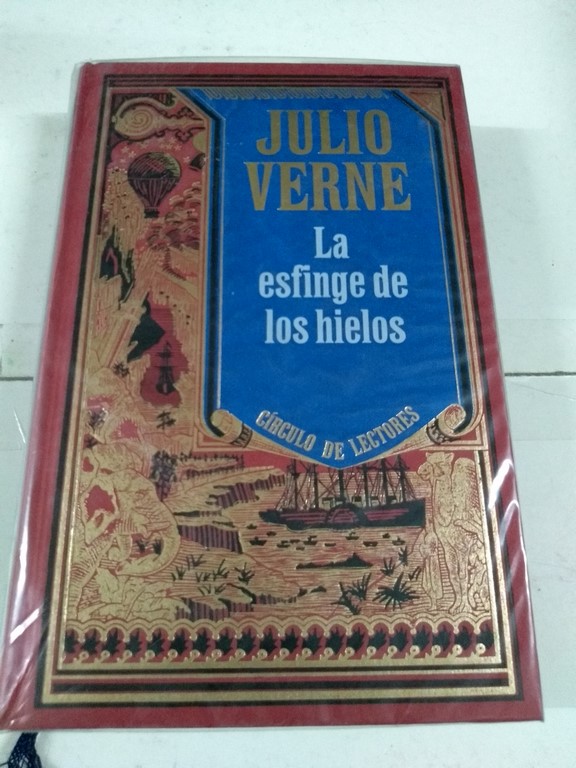 JULIO
VERNE
La
esfinge de
los hielos
CÍRCULO DE LECTORES